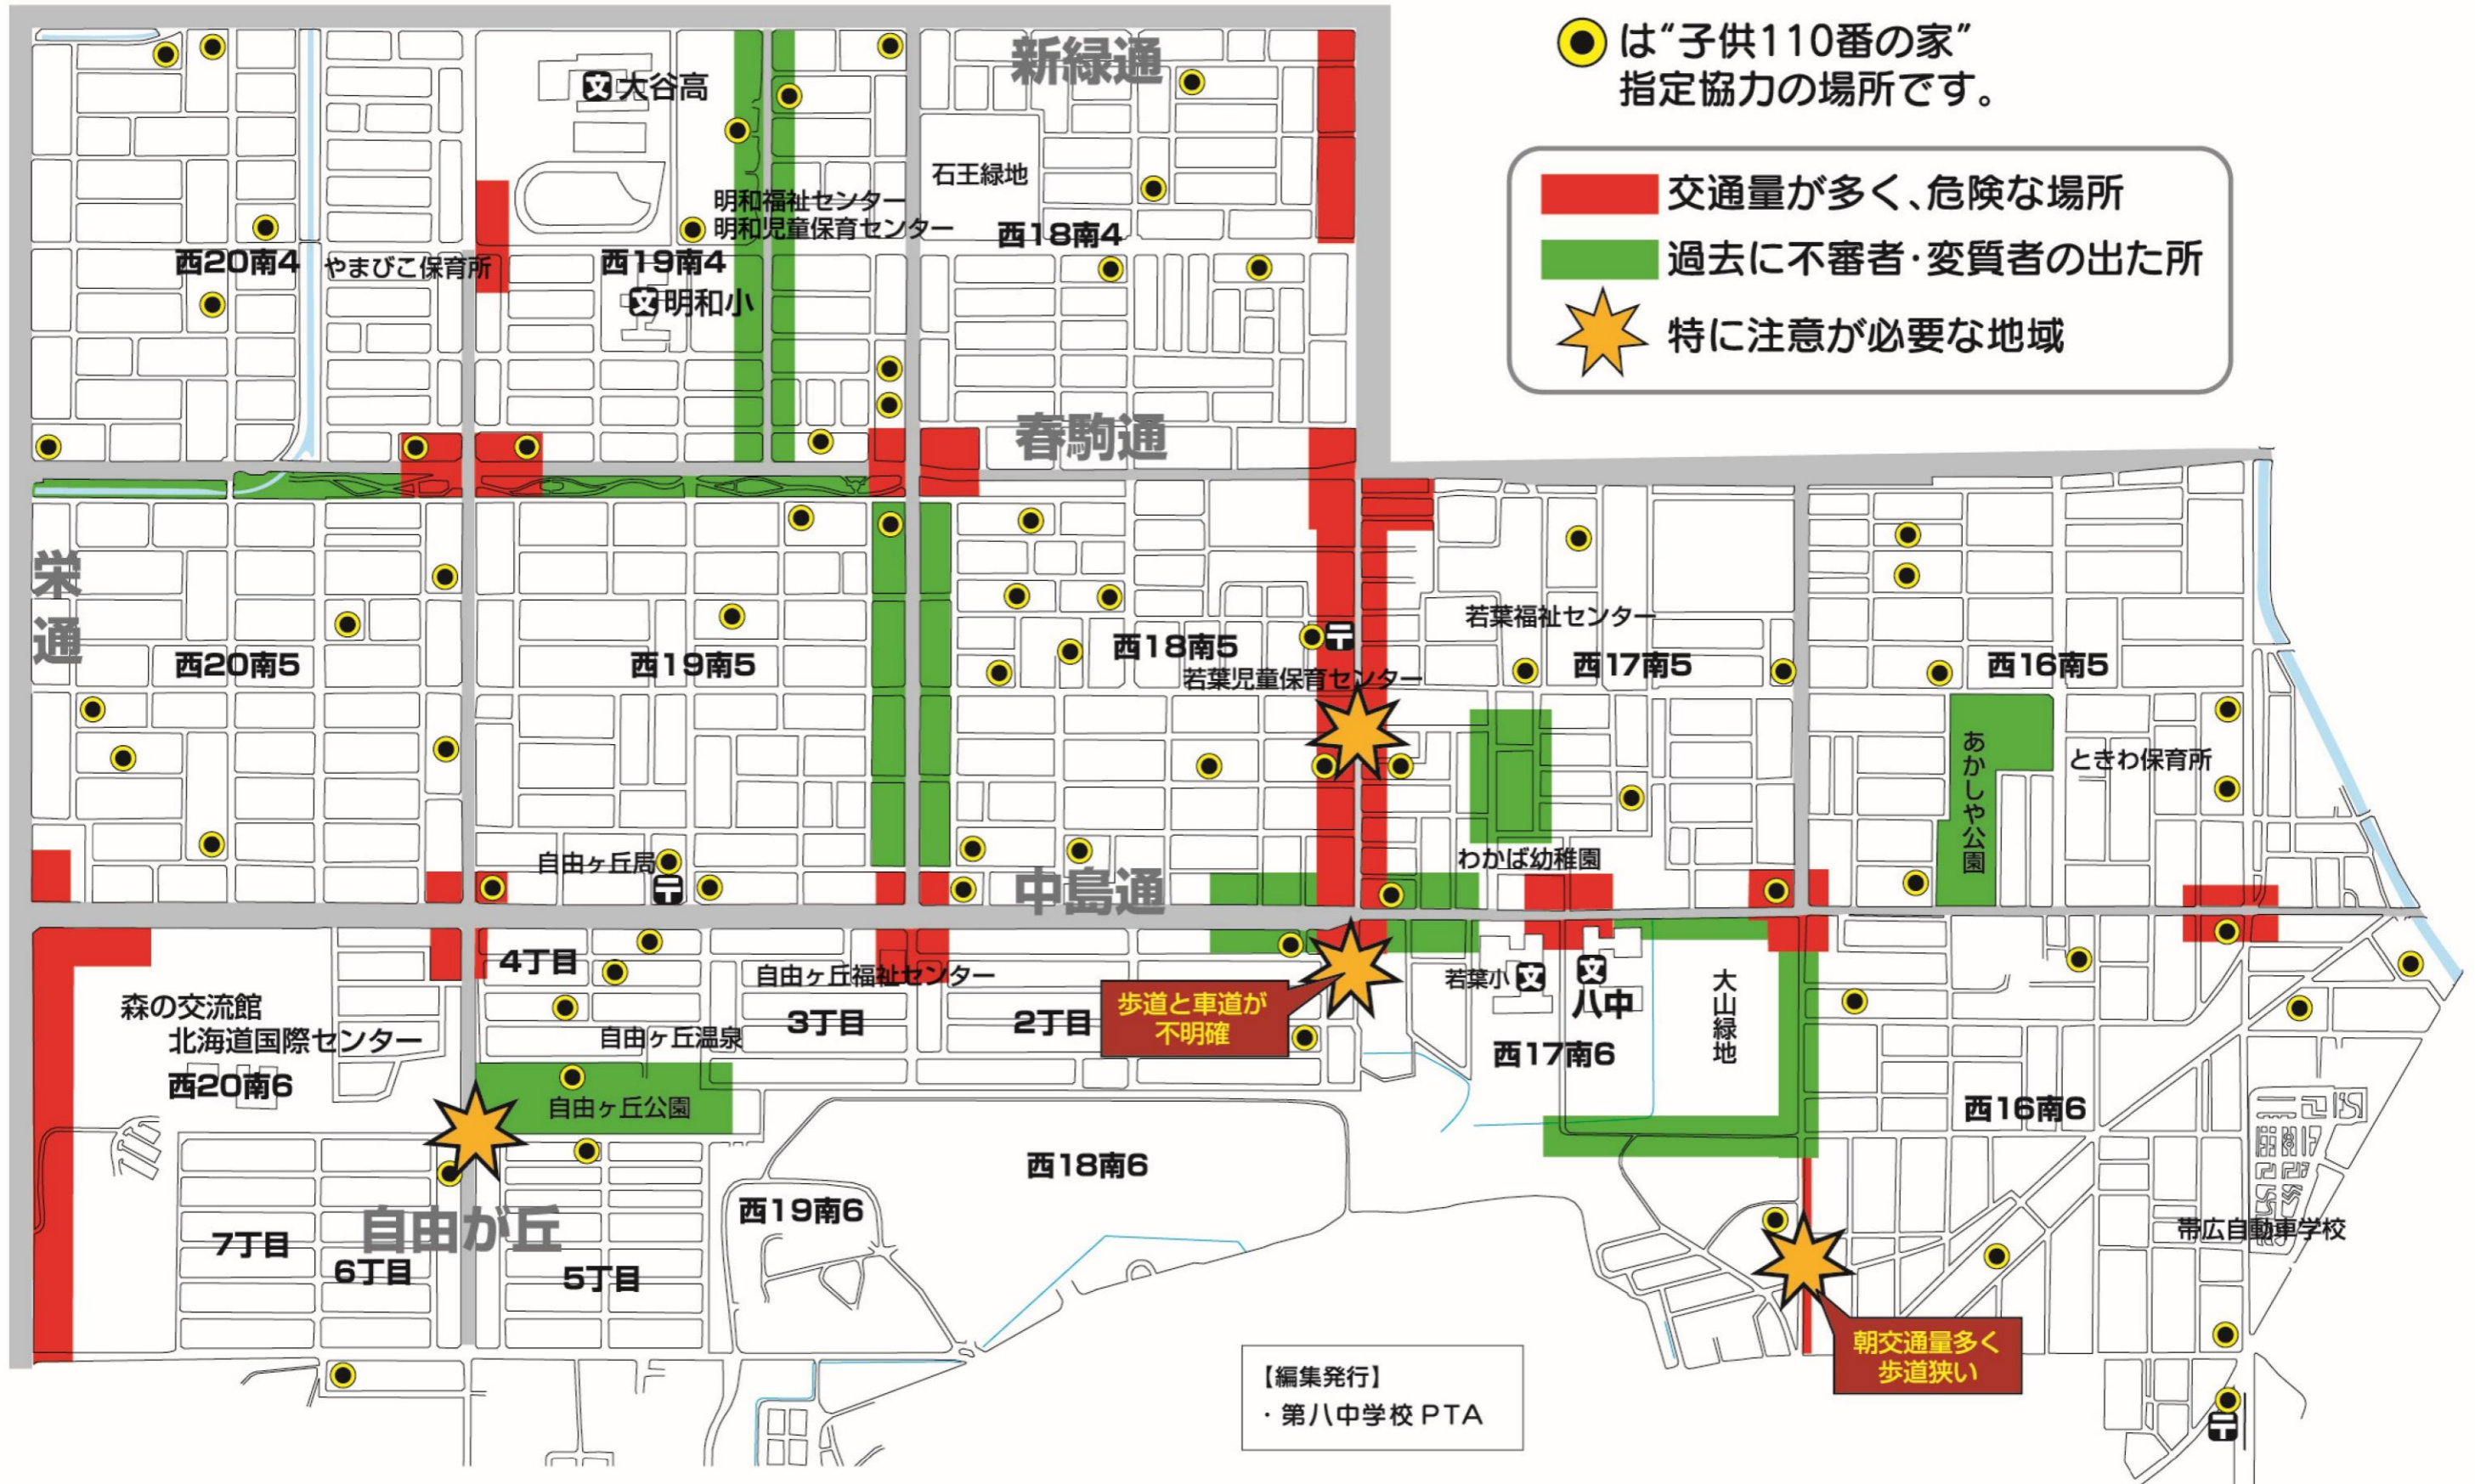 は“子供110番の家”
指定協力の場所です。
交通量が多く、危険な場所
過去に不審者・変質者の出た所
特に注意が必要な地域
新緑通
文 大谷高
石王緑地
明和福祉センター
明和児童保育センター
西18南4
西20南4
やまびこ保育所
西19南4
文 明和小
春駒通
栄通
若葉福祉センター
西18南5
西20南5
西19南5
西17南5
西16南5
若葉児童保育センター
あかしや公園
ときわ保育所
自由ヶ丘局
わかば幼稚園
中島通
4丁目
自由ヶ丘福祉センター
若葉小 文
文
八中
大山緑地
歩道と車道が
不明確
森の交流館
北海道国際センター
自由ヶ丘温泉
3丁目
2丁目
西17南6
西20南6
自由ヶ丘公園
西16南6
西18南6
西19南6
自由が丘
7丁目
6丁目
5丁目
帯広自動車学校
朝交通量多く
歩道狭い
【編集発行】
・第八中学校 PTA